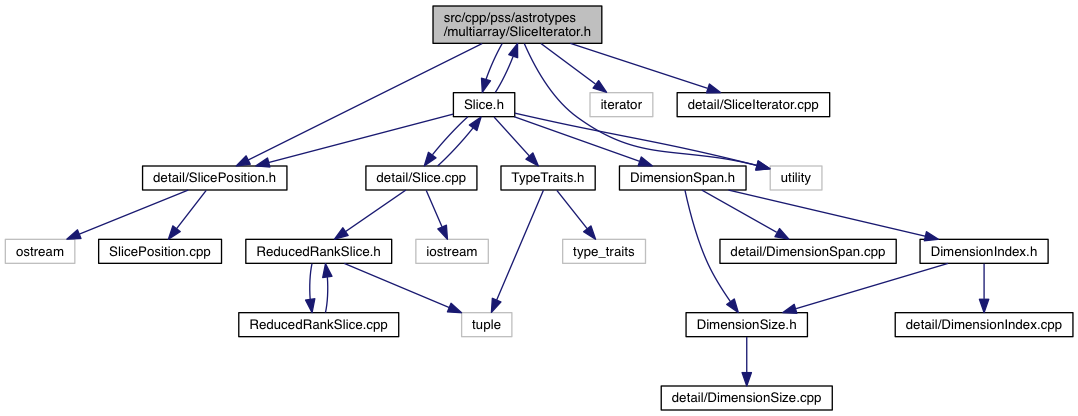 src/cpp/pss/astrotypes
/multiarray/SliceIterator.h
Slice.h
iterator
detail/SliceIterator.cpp
detail/SlicePosition.h
detail/Slice.cpp
TypeTraits.h
DimensionSpan.h
utility
ostream
SlicePosition.cpp
ReducedRankSlice.h
iostream
type_traits
detail/DimensionSpan.cpp
DimensionIndex.h
ReducedRankSlice.cpp
tuple
DimensionSize.h
detail/DimensionIndex.cpp
detail/DimensionSize.cpp